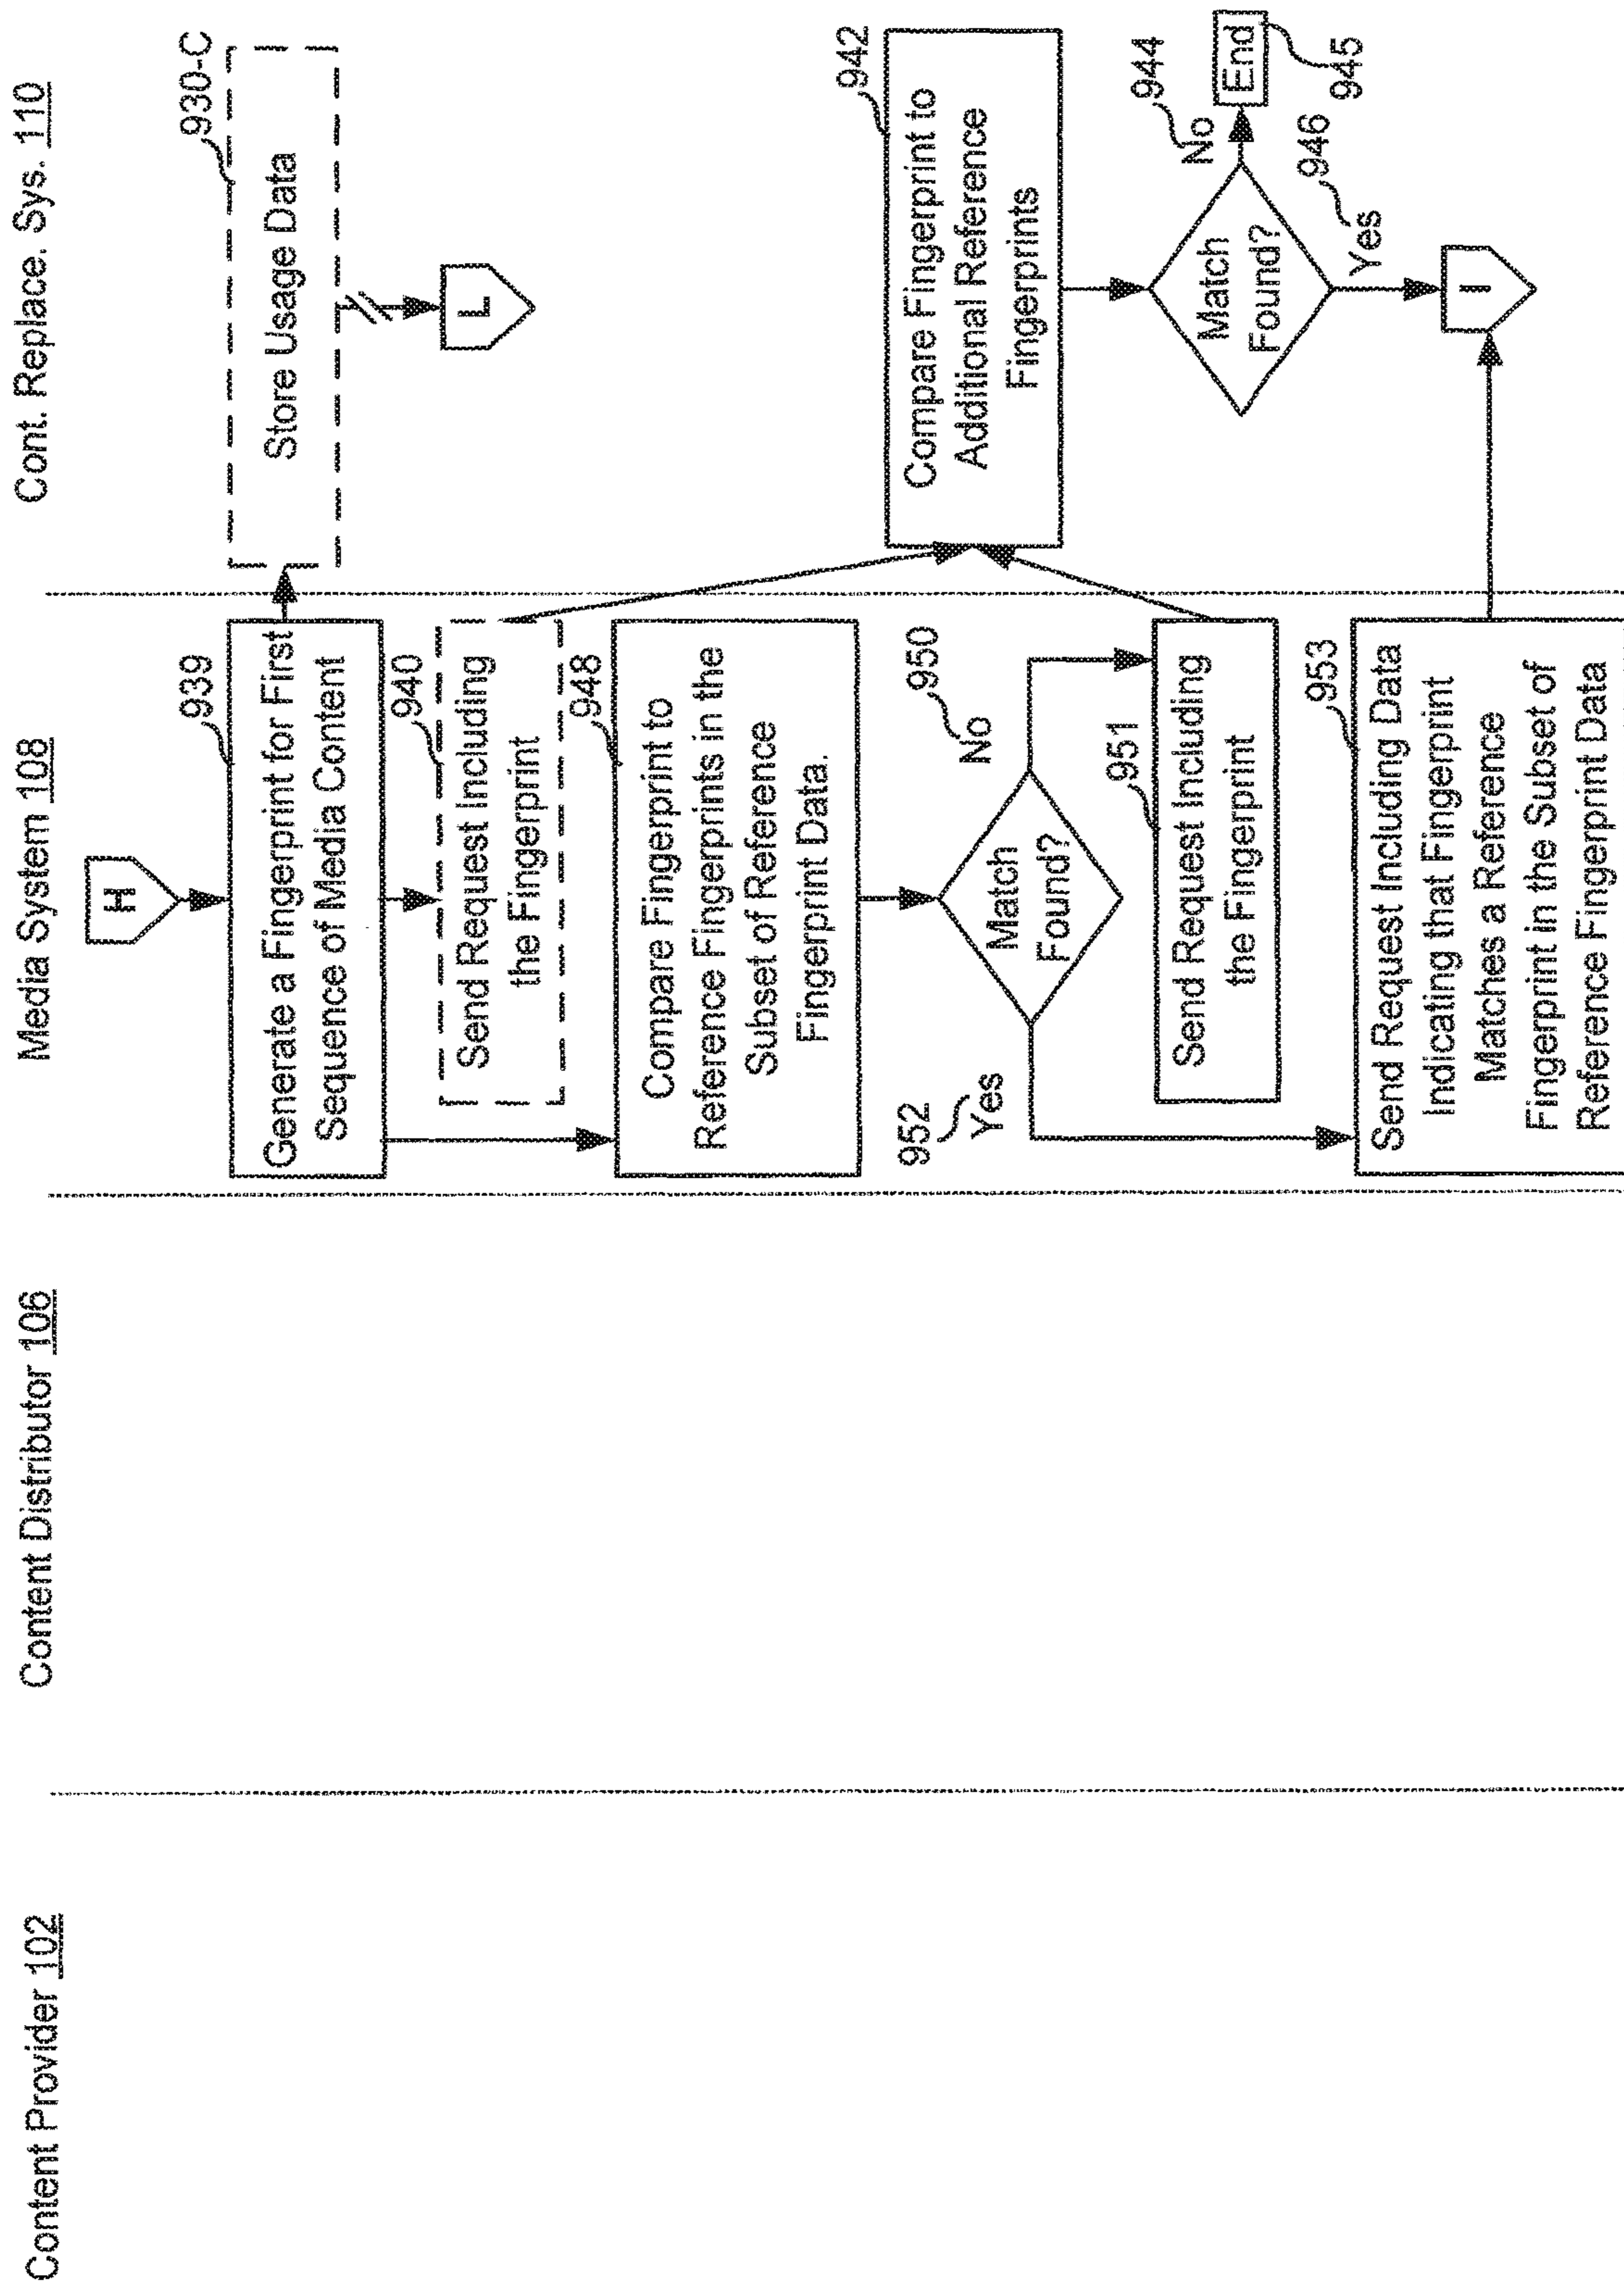 Content Provider 102
Content Distributor 106
Media System 108
Cont. Replace. Sys. 110
H
939
Generate a Fingerprint for First
Sequence of Media Content
930-C
Store Usage Data
L
940
Send Request Including
the Fingerprint
948
Compare Fingerprint to
Reference Fingerprints in the
Subset of Reference
Fingerprint Data.
942
Compare Fingerprint to
Additional Reference
Fingerprints
Match
Found?
950
No
952
Yes
951
Send Request Including
the Fingerprint
Match
Found?
944
No
End
945
946
Yes
I
953
Send Request Including Data
Indicating that Fingerprint
Matches a Reference
Fingerprint in the Subset of
Reference Fingerprint Data